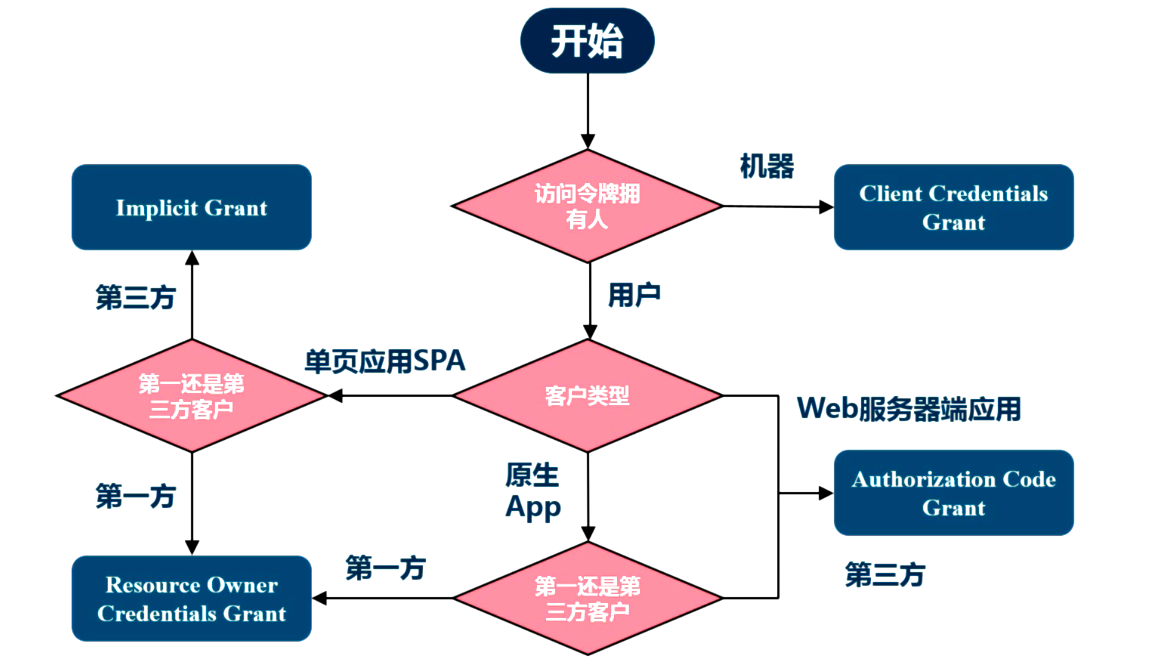 开始
机器
访问令牌拥
有人
Client Credentials
Grant
Implicit Grant
用户
第三方
单页应用SPA
第一还是第
三方客户
客户类型
Web服务器端应用
原生
App
第一方
Authorization Code
Grant
第一方
第三方
Resource Owner
Credentials Grant
第一还是第
三方客户